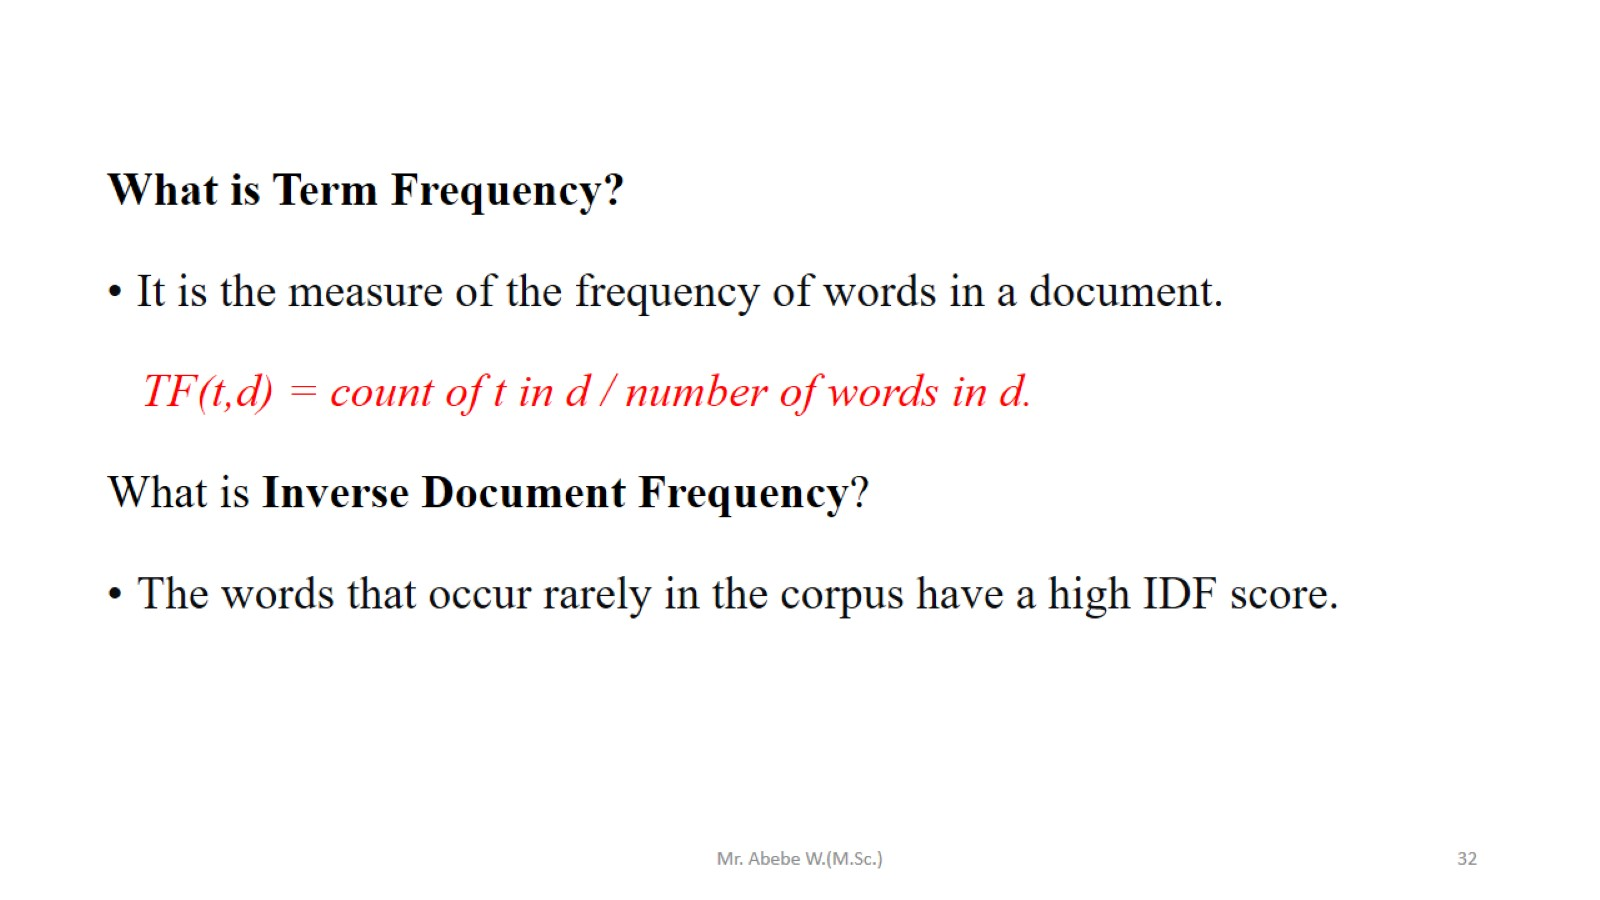 What is Term Frequency?
• It is the measure of the frequency of words in a document.
TF(t,d) = count of t in d / number of words in d.
What is Inverse Document Frequency?
• The words that occur rarely in the corpus have a high IDF score.
Mr. Abebe W.(M.Sc.)
32